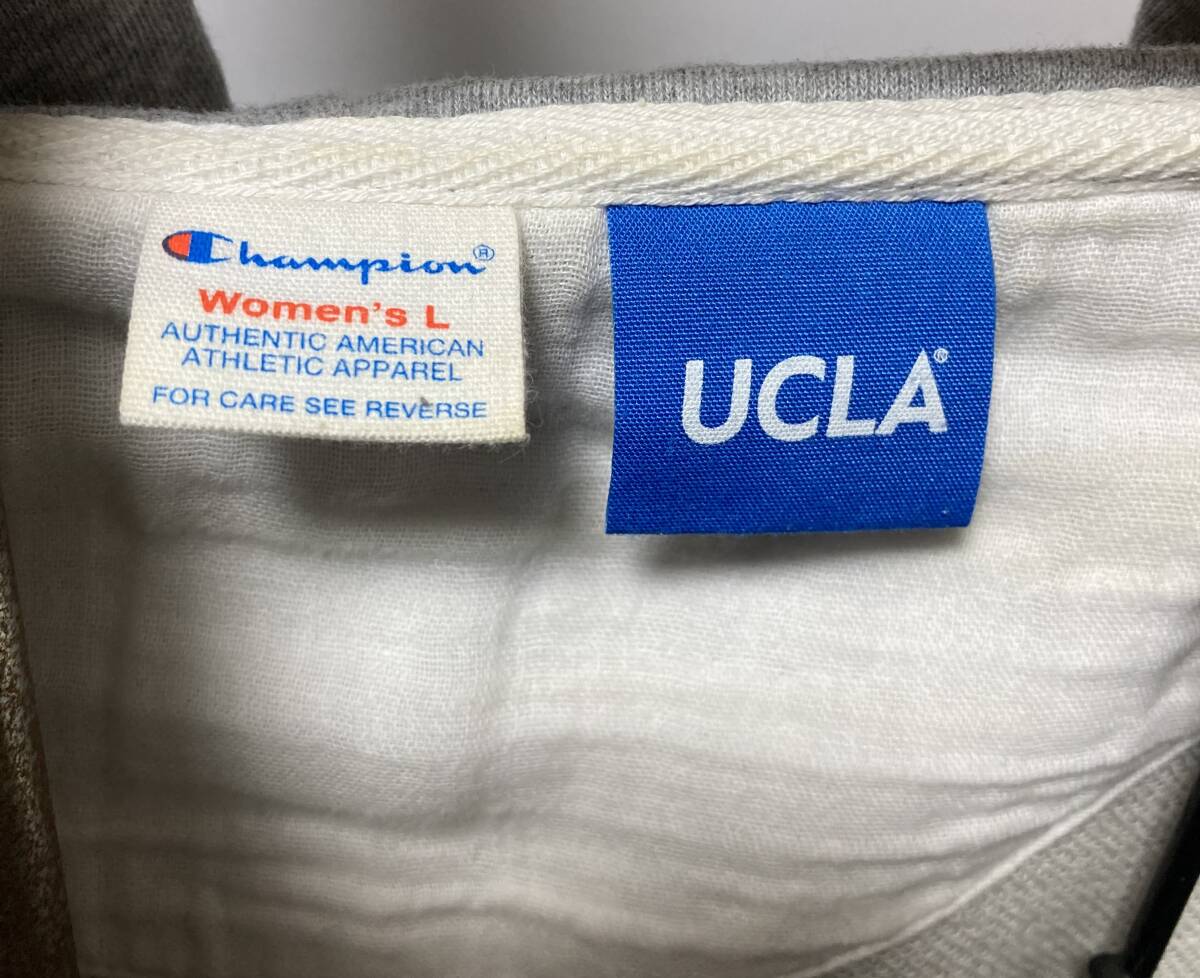 Champion®
Women's L
AUTHENTIC AMERICAN
ATHLETIC APPAREL
FOR CARE SEE REVERSE
UCLA®